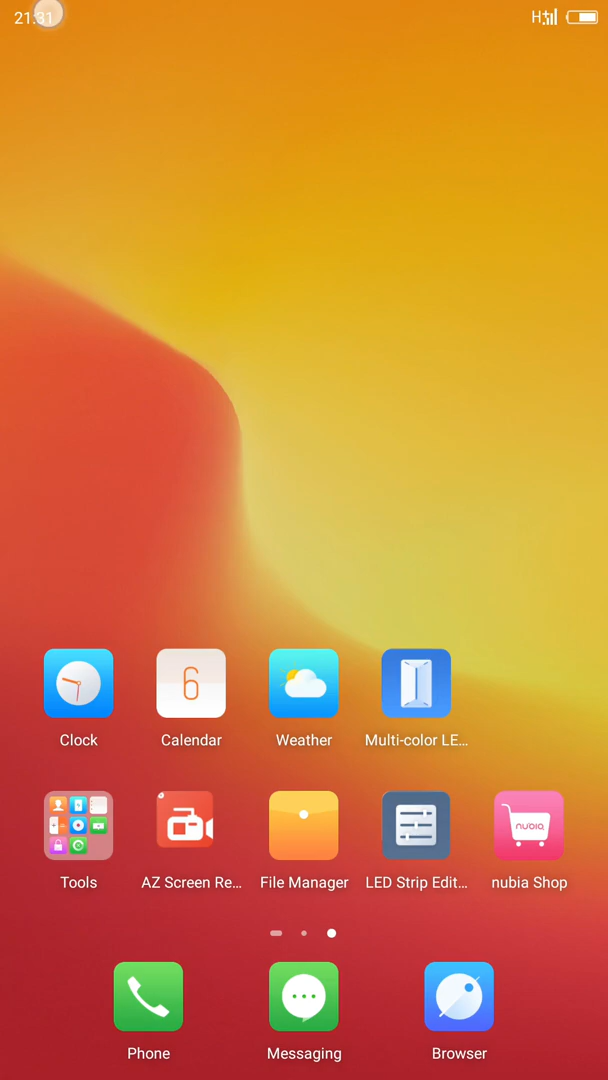 21:31 H
6
Clock Calendar Weather Multi-color LE...
nubia
Tools AZ Screen Re... File Manager LED Strip Edit... nubia Shop
Phone Messaging Browser